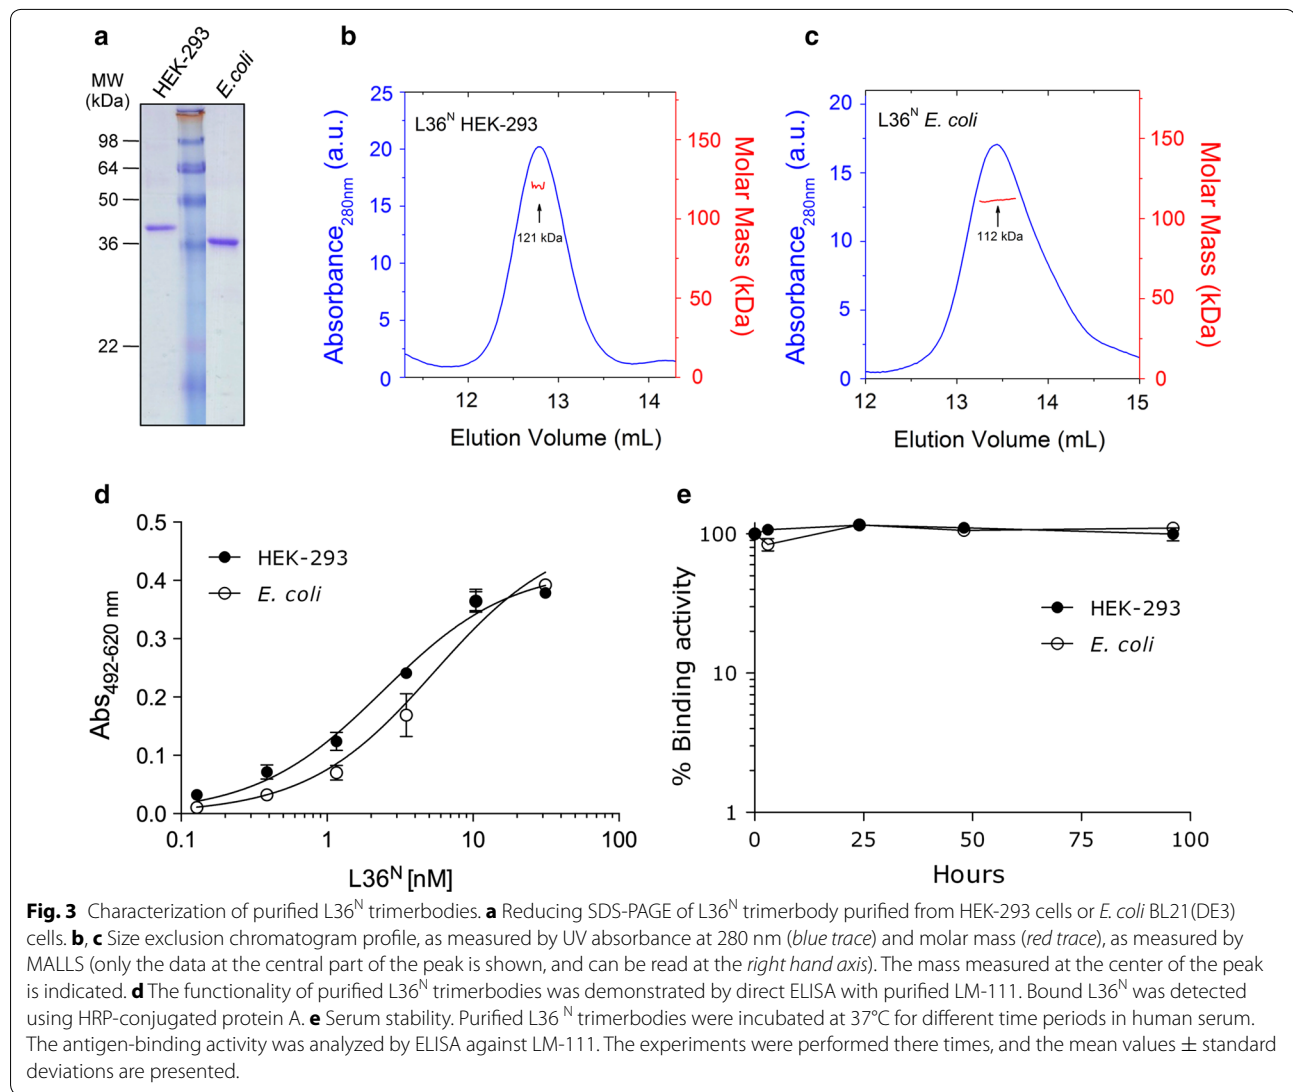 a
HEK-293
E.coli
MW
(kDa)
98
64
50
36
22
b
L36N HEK-293
Absorbance280nm (a.u.)
25
20
15
10
5
0
Molar Mass (kDa)
150
100
50
0
121 kDa
12
13
14
Elution Volume (mL)
c
L36N E. coli
Absorbance280nm (a.u.)
20
15
10
5
0
Molar Mass (kDa)
150
100
50
0
112 kDa
12
13
14
15
Elution Volume (mL)
d
HEK-293
E. coli
Abs492-620 nm
0.5
0.4
0.3
0.2
0.1
0.0
0.1
1
10
100
L36N [nM]
e
% Binding activity
100
10
1
HEK-293
E. coli
0
25
50
75
100
Hours
Fig. 3 Characterization of purified L36N trimerbodies. a Reducing SDS-PAGE of L36N trimerbody purified from HEK-293 cells or E. coli BL21(DE3)
cells. b, c Size exclusion chromatogram profile, as measured by UV absorbance at 280 nm (blue trace) and molar mass (red trace), as measured by
MALLS (only the data at the central part of the peak is shown, and can be read at the right hand axis). The mass measured at the center of the peak
is indicated. d The functionality of purified L36N trimerbodies was demonstrated by direct ELISA with purified LM-111. Bound L36N was detected
using HRP-conjugated protein A. e Serum stability. Purified L36 N trimerbodies were incubated at 37°C for different time periods in human serum.
The antigen-binding activity was analyzed by ELISA against LM-111. The experiments were performed there times, and the mean values ± standard
deviations are presented.